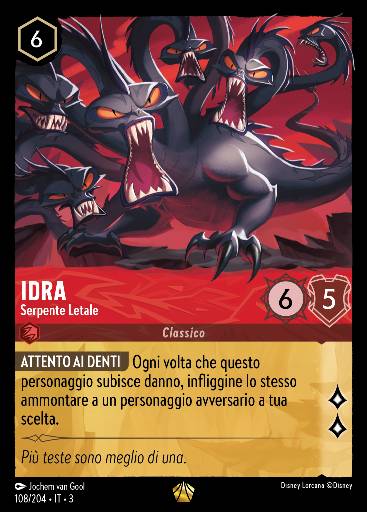 6
IDRA
Serpente Letale
6
5
Classico
ATTENTO AI DENTI Ogni volta che questo
personaggio subisce danno, infliggine lo stesso
ammontare a un personaggio avversario a tua
scelta.
Più teste sono meglio di una.
Jochem van Gool
Disney Lorcana ©Disney
108/204 • IT • 3